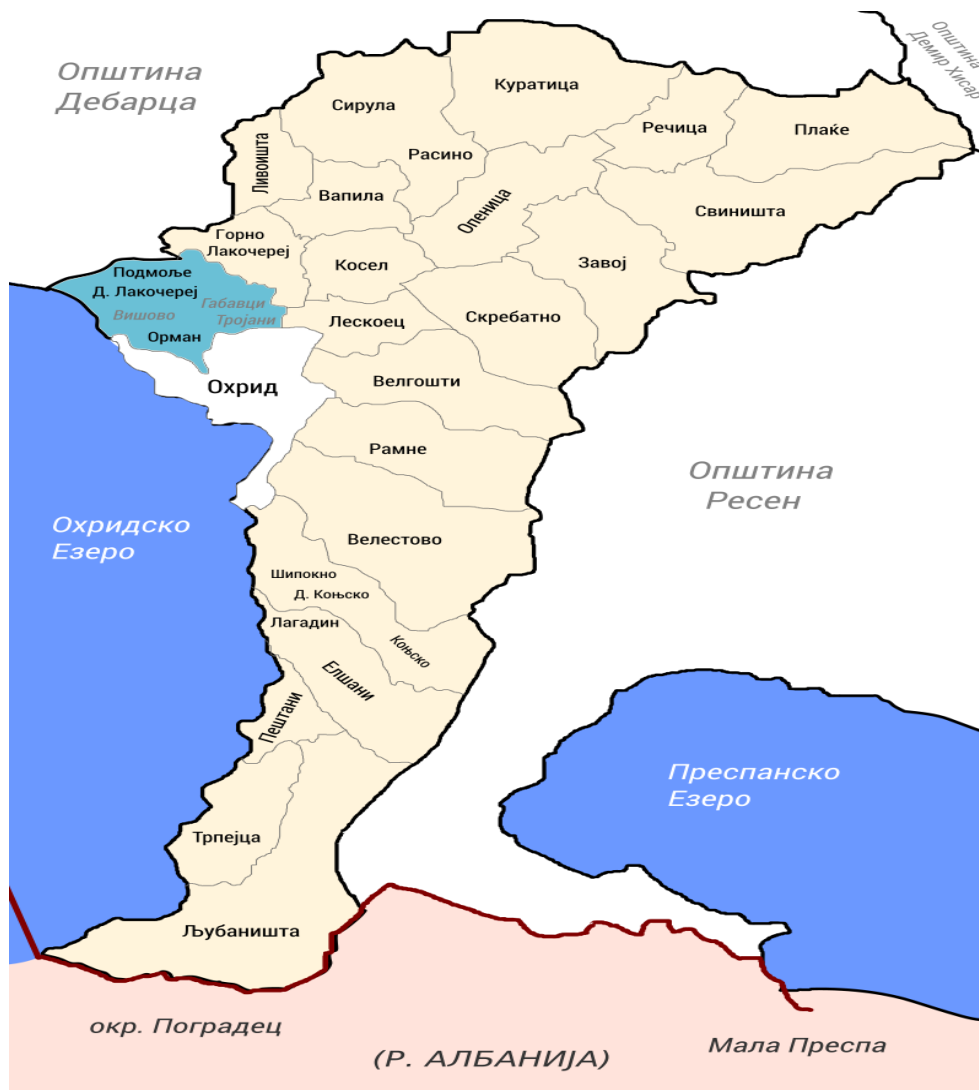 Општина
Дебарца
Општина
Демир Хисар
Куратица
Сирула
Речица
Плаќе
Ливоишта
Расино
Вапила
Опеница
Свиништа
Горно
Лакочереј
Косел
Завој
Подмоље
Д. Лакочереј
Габавци
Вишово
Тројани
Орман
Лескоец
Скребатно
Охрид
Велгошти
Рамне
Општина
Ресен
Охридско
Езеро
Велестово
Шипокно
Д. Коњско
Лагадин
Коњско
Елшани
Пештани
Преспанско
Езеро
Трпејца
Љубаништа
окр. Поградец
(Р. АЛБАНИЈА)
Мала Преспа